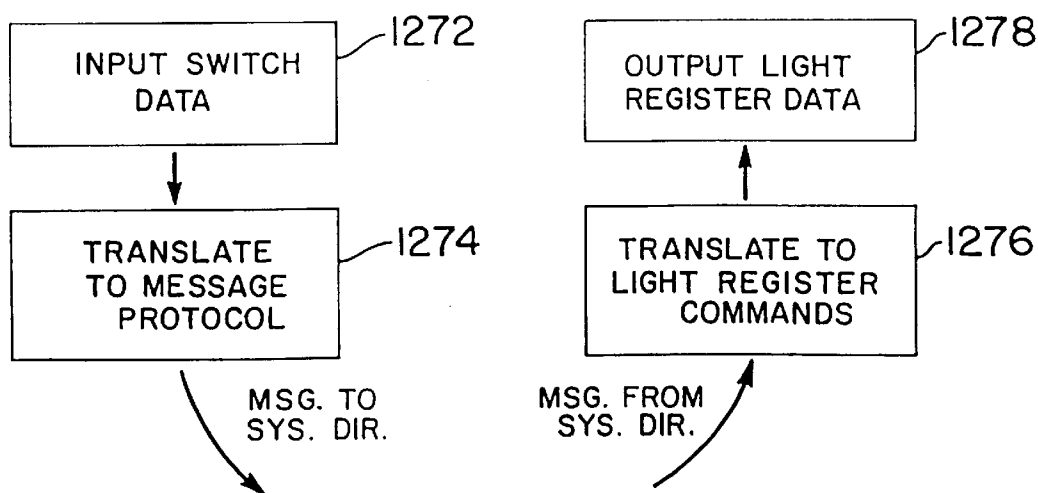 1272
INPUT SWITCH
DATA
1274
TRANSLATE
TO MESSAGE
PROTOCOL
MSG. TO
SYS. DIR.
1278
OUTPUT LIGHT
REGISTER DATA
1276
TRANSLATE TO
LIGHT REGISTER
COMMANDS
MSG. FROM
SYS. DIR.